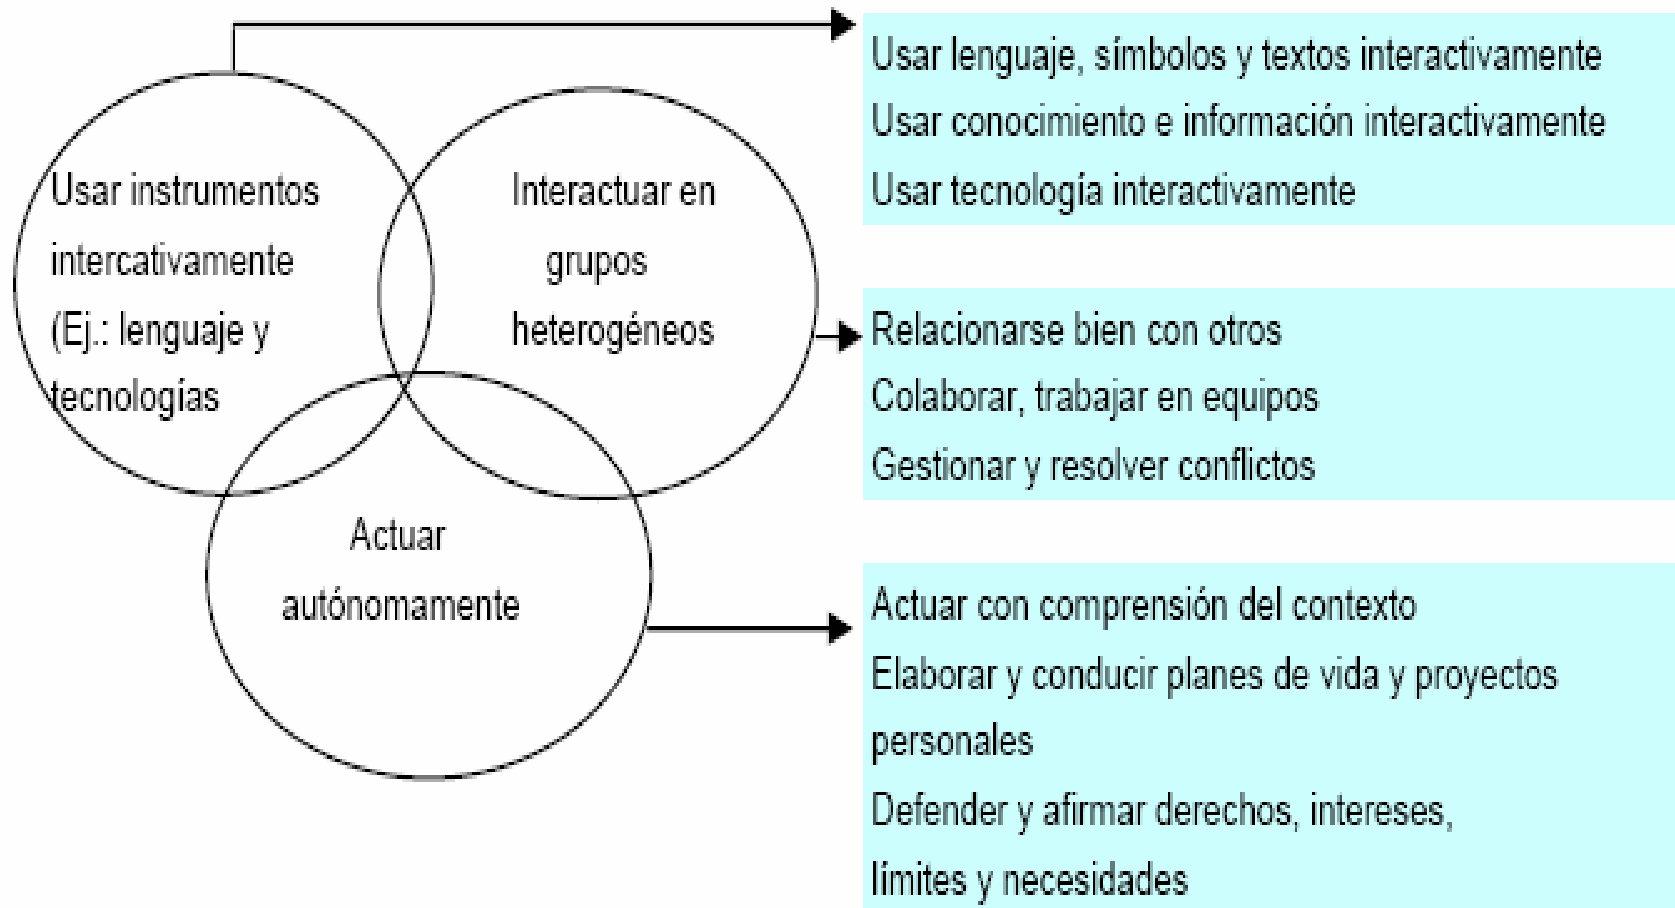 Usar instrumentos
intercativamente
(Ej.: lenguaje y
tecnologías
Interactuar en
grupos
heterogéneos
Actuar
autónomamente
Usar lenguaje, símbolos y textos interactivamente
Usar conocimiento e información interactivamente
Usar tecnología interactivamente
Relacionarse bien con otros
Colaborar, trabajar en equipos
Gestionar y resolver conflictos
Actuar con comprensión del contexto
Elaborar y conducir planes de vida y proyectos
personales
Defender y afirmar derechos, intereses,
límites y necesidades